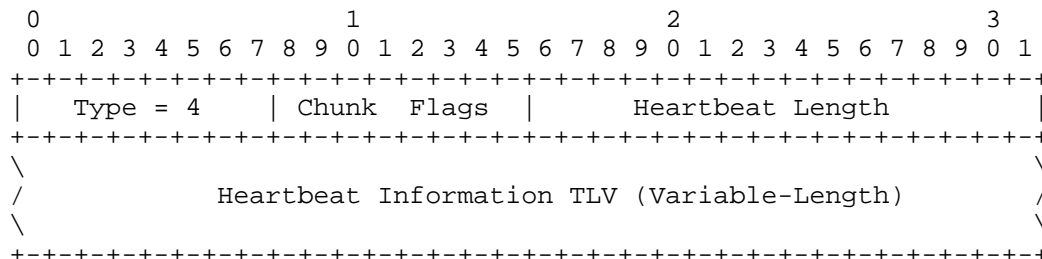 0                   1                   2                   3
 0 1 2 3 4 5 6 7 8 9 0 1 2 3 4 5 6 7 8 9 0 1 2 3 4 5 6 7 8 9 0 1
+-+-+-+-+-+-+-+-+-+-+-+-+-+-+-+-+-+-+-+-+-+-+-+-+-+-+-+-+-+-+-+-+
|   Type = 4    | Chunk  Flags  |      Heartbeat Length         |
+-+-+-+-+-+-+-+-+-+-+-+-+-+-+-+-+-+-+-+-+-+-+-+-+-+-+-+-+-+-+-+-+
\                                                               \
/            Heartbeat Information TLV (Variable-Length)        /
\                                                               \
+-+-+-+-+-+-+-+-+-+-+-+-+-+-+-+-+-+-+-+-+-+-+-+-+-+-+-+-+-+-+-+-+